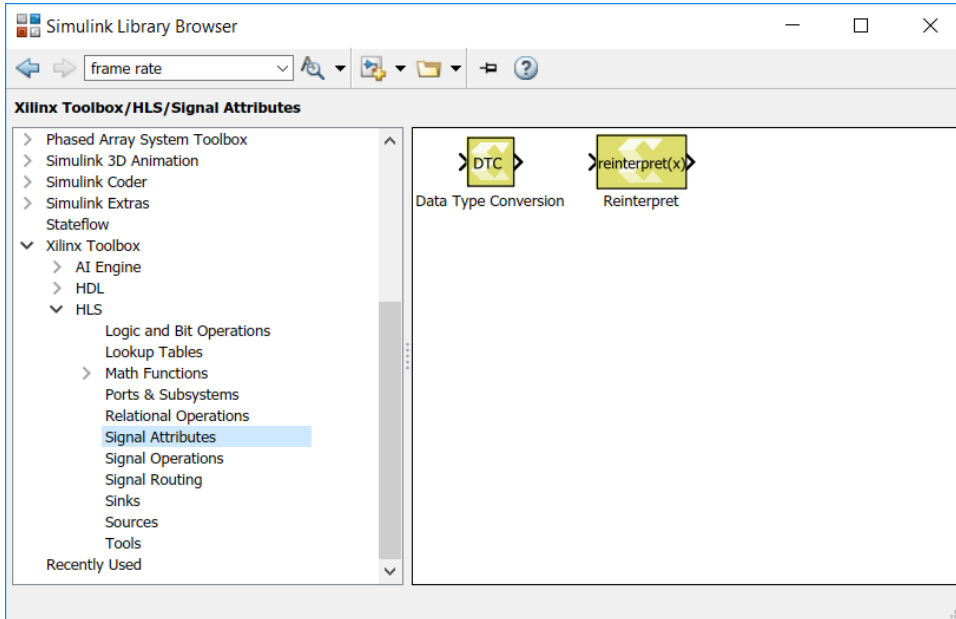 Simulink Library Browser
frame rate
Xilinx Toolbox/HLS/Signal Attributes
Phased Array System Toolbox
Simulink 3D Animation
Simulink Coder
Simulink Extras
Stateflow
Xilinx Toolbox
AI Engine
HDL
HLS
Logic and Bit Operations
Lookup Tables
Math Functions
Ports & Subsystems
Relational Operations
Signal Attributes
Signal Operations
Signal Routing
Sinks
Sources
Tools
Recently Used
DTC
Data Type Conversion
reinterpret(x)
Reinterpret